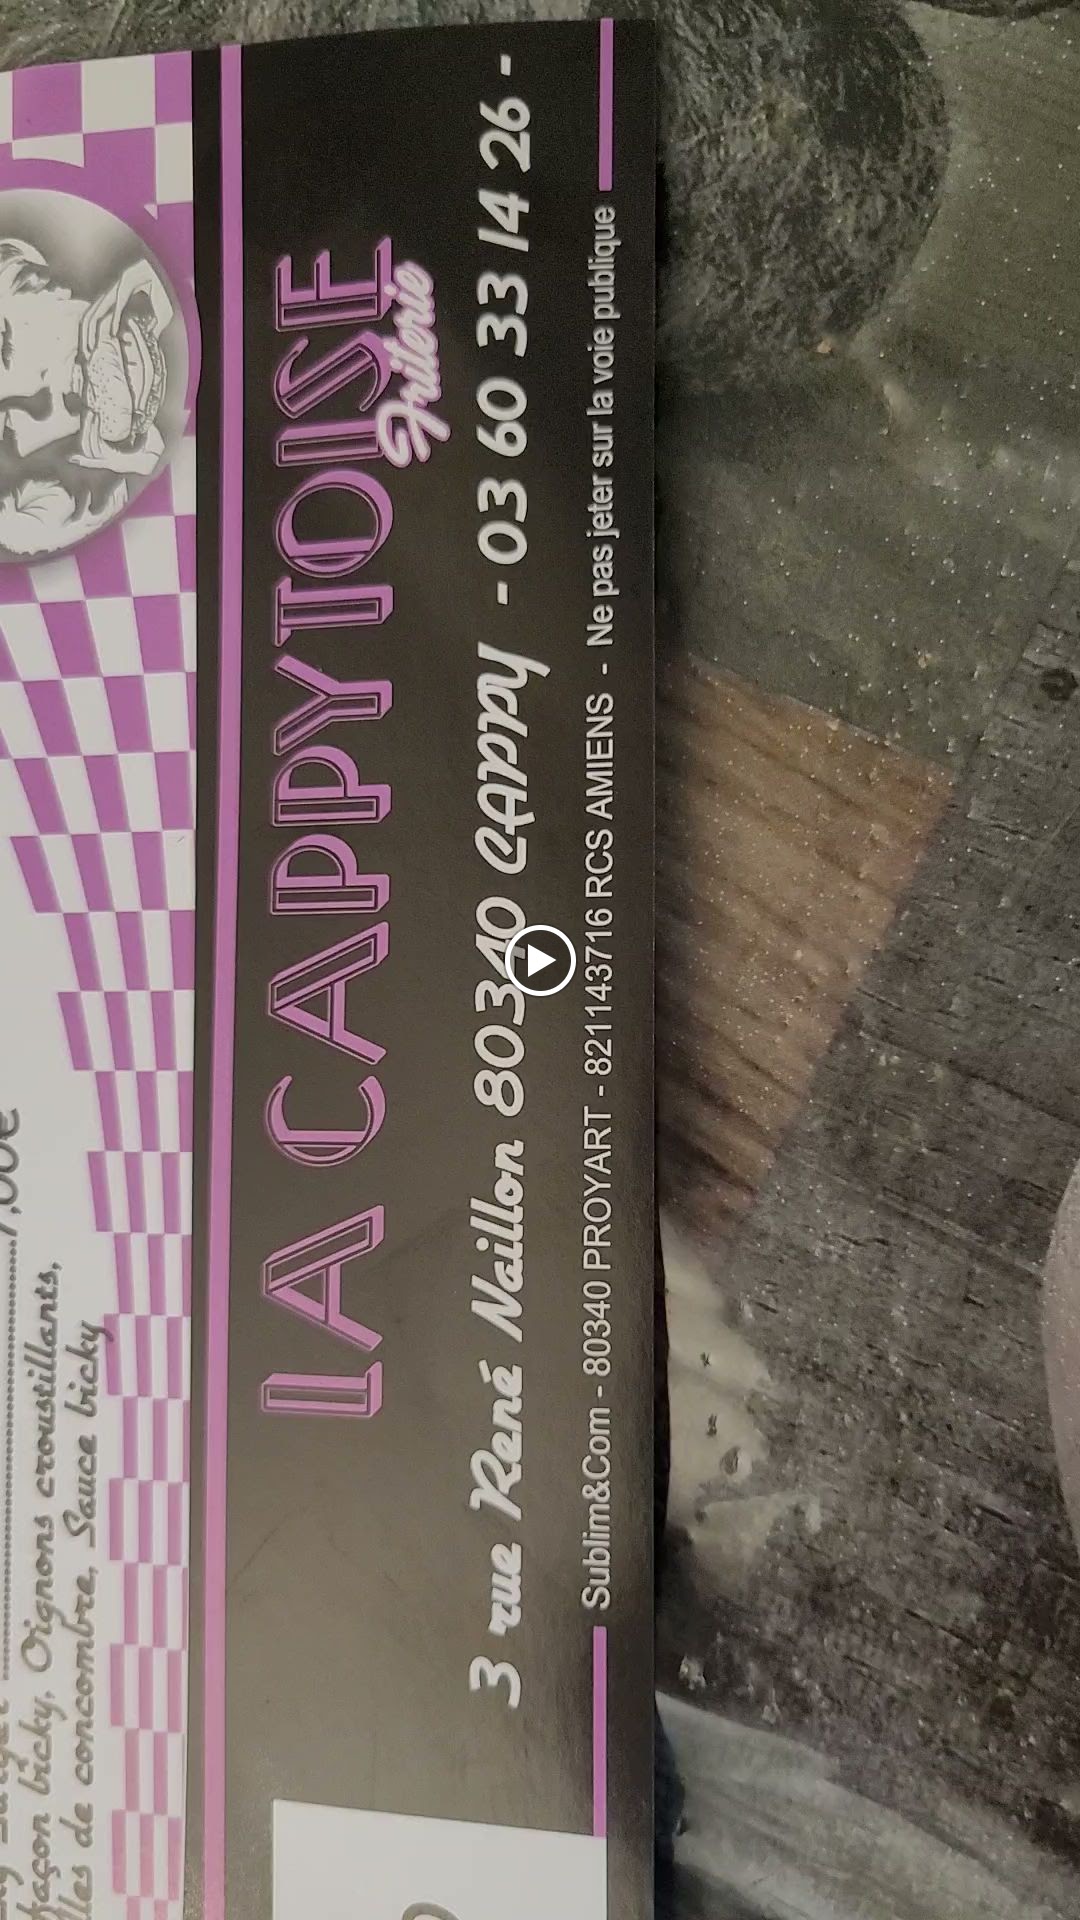 7,00€
façon bicky, Oignons croustillants,
de concombre, Sauce bicky
LA CAPPYTOISE
Friterie
3 rue René Naillon 80340 CAPPY - 03 60 33 14 26 -
Sublim&Com - 80340 PROYART - 821143716 RCS AMIENS - Ne pas jeter sur la voie publique